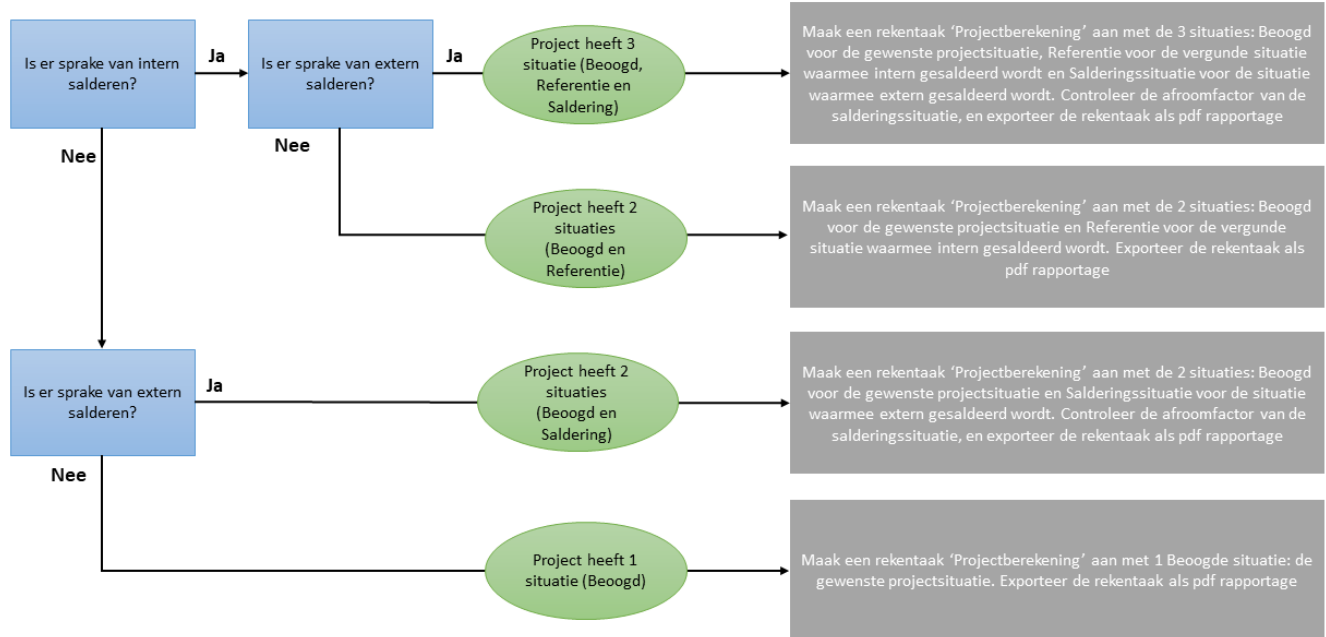 Is er sprake van intern
salderen?
Ja
Is er sprake van extern
salderen?
Ja
Project heeft 3
situatie (Beoogd,
Referentie en
Saldering)
Maak een rekentaak ‘Projectberekening’ aan met de 3 situaties: Beoogd
voor de gewenste projectsituatie, Referentie voor de vergunde situatie
waarmee intern gesaldeerd wordt en Salderingssituatie voor de situatie
waarmee extern gesaldeerd wordt. Controleer de afroomfactor van de
salderingssituatie, en exporteer de rekentaak als pdf rapportage
Nee
Nee
Project heeft 2
situaties
(Beoogd en
Referentie)
Maak een rekentaak ‘Projectberekening’ aan met de 2 situaties: Beoogd
voor de gewenste projectsituatie en Referentie voor de vergunde
situatie waarmee intern gesaldeerd wordt. Exporteer de rekentaak als
pdf rapportage
Is er sprake van extern
salderen?
Ja
Project heeft 2
situaties
(Beoogd en
Saldering)
Maak een rekentaak ‘Projectberekening’ aan met de 2 situaties: Beoogd
voor de gewenste projectsituatie en Salderingssituatie voor de situatie
waarmee extern gesaldeerd wordt. Controleer de afroomfactor van de
salderingssituatie, en exporteer de rekentaak als pdf rapportage
Nee
Project heeft 1
situatie (Beoogd)
Maak een rekentaak ‘Projectberekening’ aan met 1 Beoogde situatie: de
gewenste projectsituatie. Exporteer de rekentaak als pdf rapportage